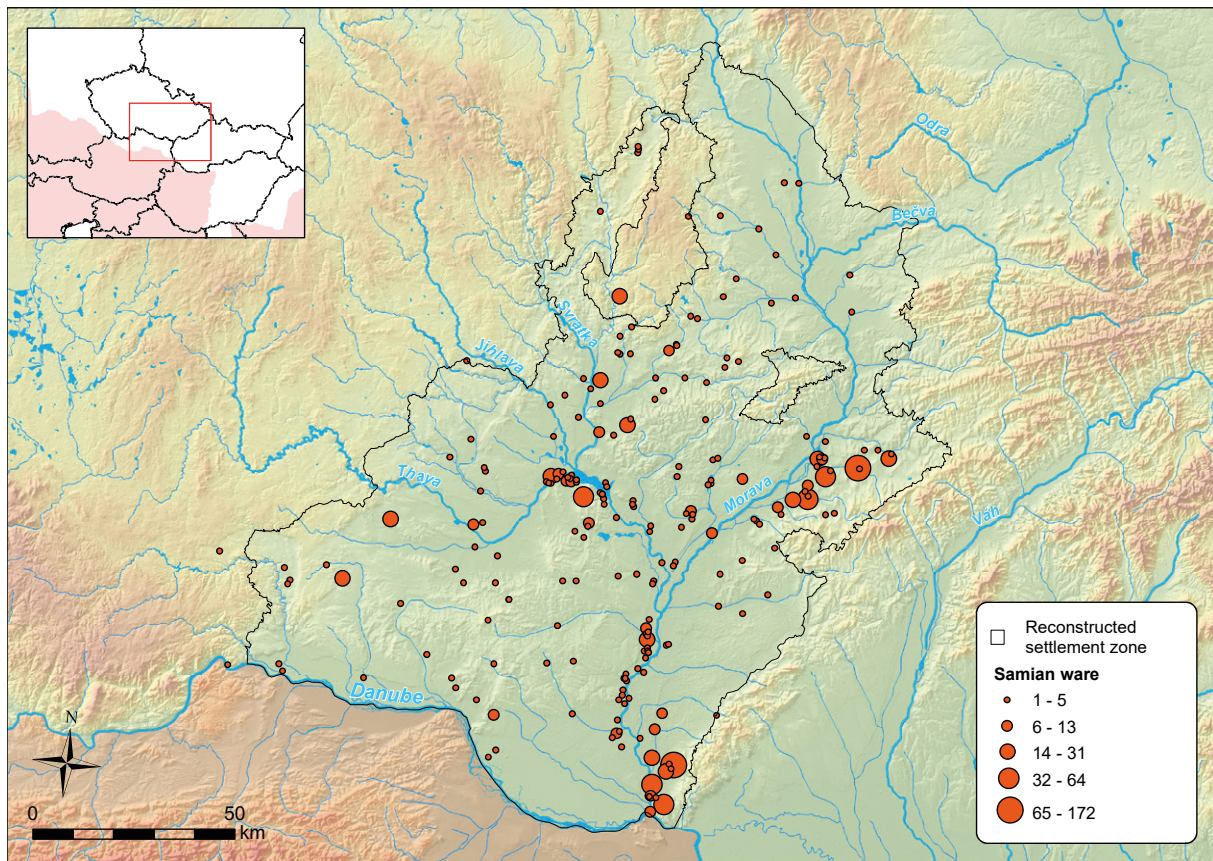 Odra
Bečva
Svratka
Jihlava
Thaya
Morava
Váh
Danube
N
0
50
km
Reconstructed
settlement zone
Samian ware
1 - 5
6 - 13
14 - 31
32 - 64
65 - 172